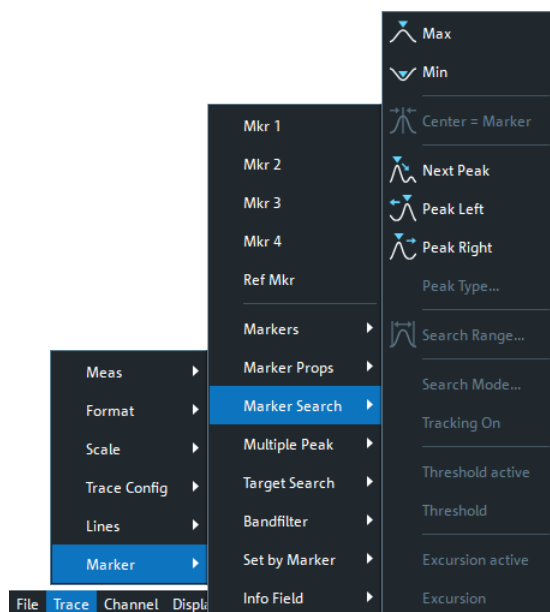 Max
Min
Center = Marker
Next Peak
Peak Left
Peak Right
Peak Type...
Search Range...
Search Mode...
Tracking On
Threshold active
Threshold
Excursion active
Excursion
Mkr 1
Mkr 2
Mkr 3
Mkr 4
Ref Mkr
Markers
Marker Props
Marker Search
Multiple Peak
Target Search
Bandfilter
Set by Marker
Info Field
Meas
Format
Scale
Trace Config
Lines
Marker
File Trace Channel